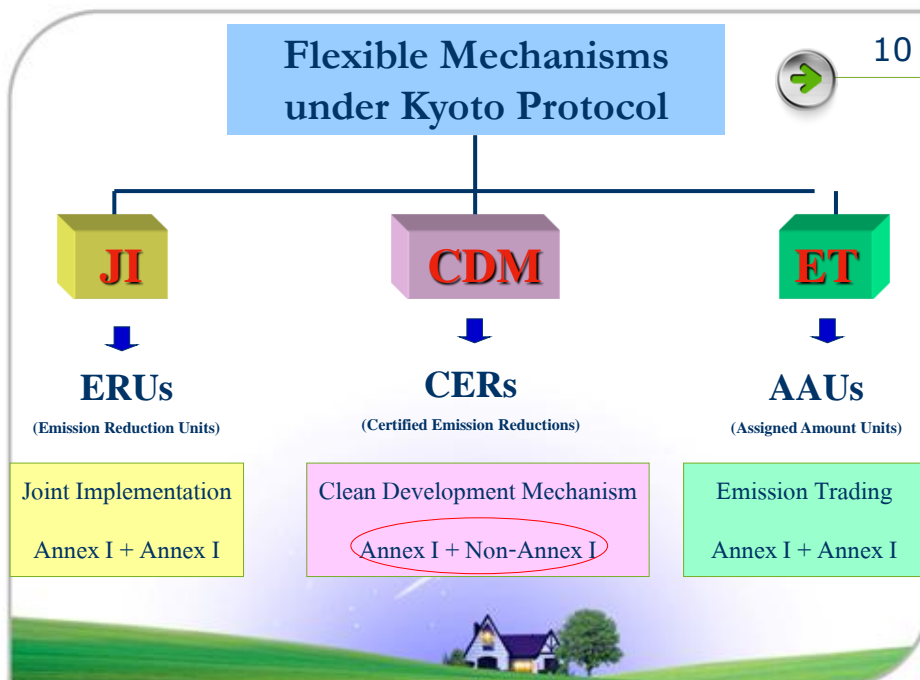 Flexible Mechanisms
under Kyoto Protocol
10
JI
CDM
ET
ERUs
CERs
AAUs
(Emission Reduction Units)
(Certified Emission Reductions)
(Assigned Amount Units)
Joint Implementation
Annex I + Annex I
Clean Development Mechanism
Annex I + Non-Annex I
Emission Trading
Annex I + Annex I